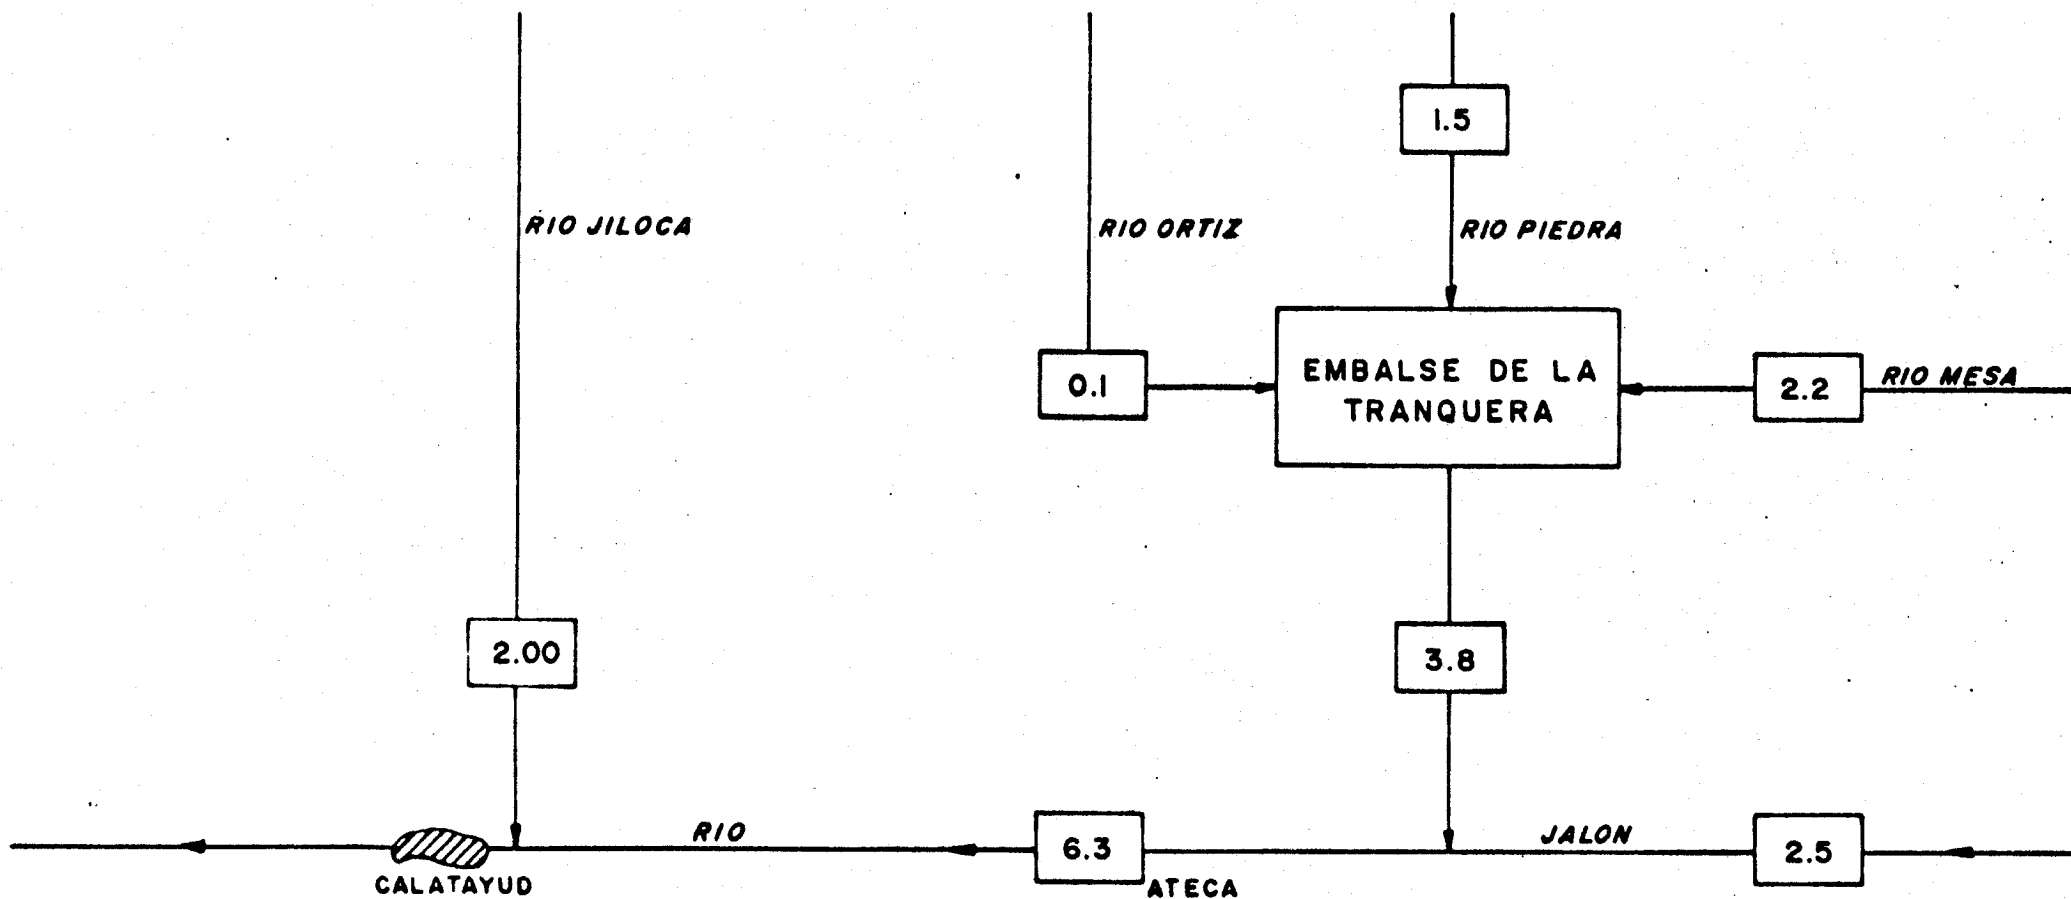 1.5
RIO JILOCA
RIO ORTIZ
RIO PIEDRA
EMBALSE DE LA
TRANQUERA
0.1
2.2
RIO MESA
2.00
3.8
RIO
6.3
JALON
2.5
CALATAYUD
ATECA